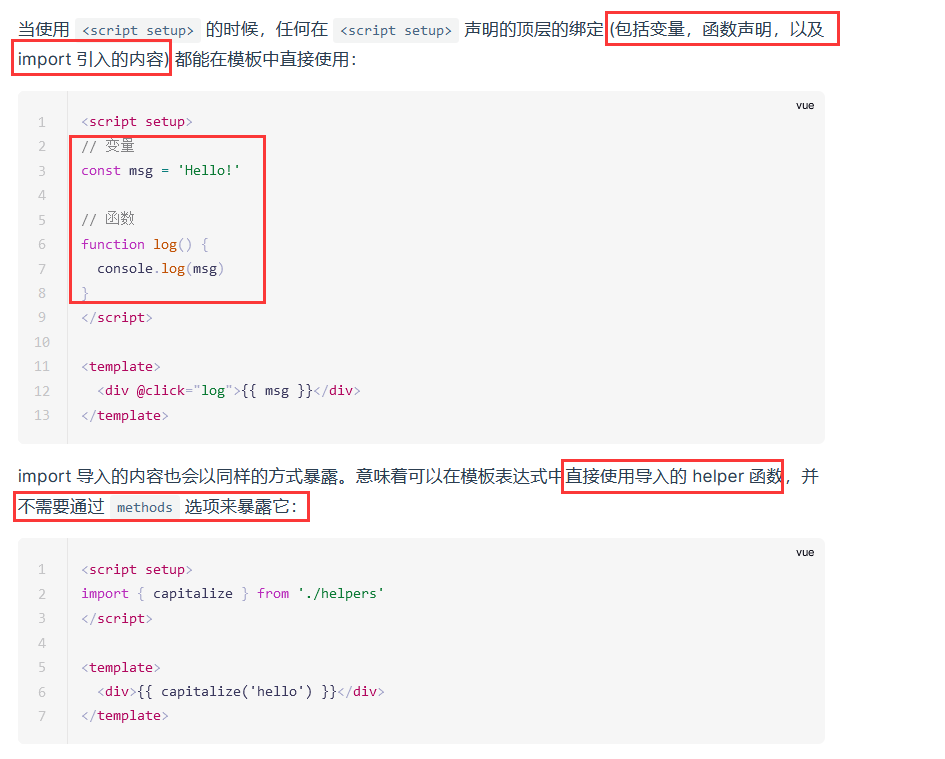 当使用 <script setup> 的时候，任何在 <script setup> 声明的顶层的绑定 (包括变量，函数声明，以及
import 引入的内容) 都能在模板中直接使用：
vue
1 <script setup>
2 // 变量
3 const msg = 'Hello!'
4
5 // 函数
6 function log() {
7   console.log(msg)
8 }
9 </script>
10
11 <template>
12   <div @click="log">{{ msg }}</div>
13 </template>
import 导入的内容也会以同样的方式暴露。意味着可以在模板表达式中直接使用导入的 helper 函数，并
不需要通过 methods 选项来暴露它：
vue
1 <script setup>
2 import { capitalize } from './helpers'
3 </script>
4
5 <template>
6   <div>{{ capitalize('hello') }}</div>
7 </template>